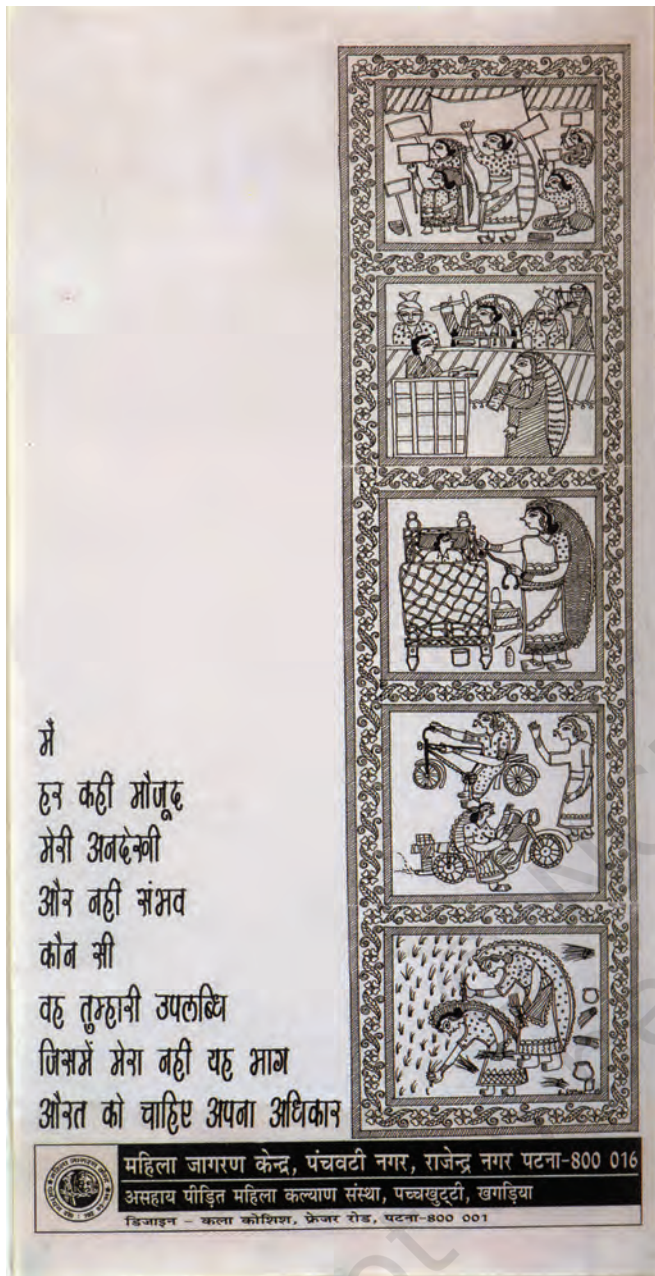 मैं
हर कहीं मौजूद
मेरी अनदेखी
और नहीं संभव
कौन सी
वह तुम्हारी उपलब्धि
जिसमें मेरा नहीं यह भाग
औरत को चाहिए अपना अधिकार
महिला जागरण केन्द्र, पंचवटी नगर, राजेन्द्र नगर पटना-800 016
असहाय पीड़ित महिला कल्याण संस्था, पच्चखुट्टी, खगड़िया
डिजाइन - कला कोशिश, फ्रेजर रोड, पटना-800 001